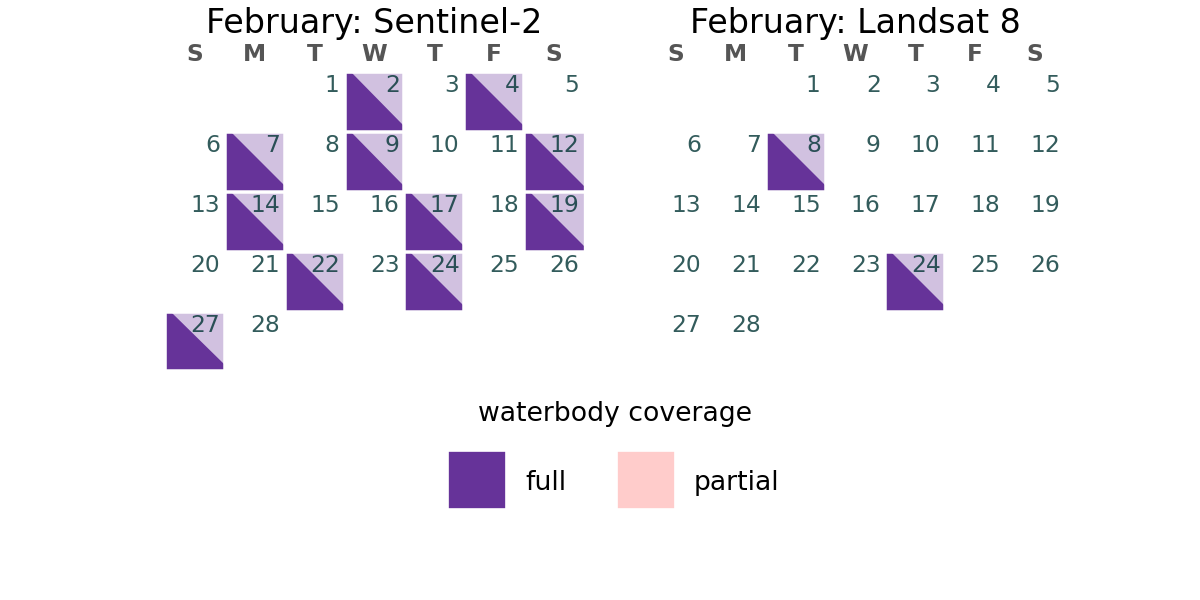 February: Sentinel-2
S M T W T F S
1 2 3 4 5
6 7 8 9 10 11 12
13 14 15 16 17 18 19
20 21 22 23 24 25 26
27 28
February: Landsat 8
S M T W T F S
1 2 3 4 5
6 7 8 9 10 11 12
13 14 15 16 17 18 19
20 21 22 23 24 25 26
27 28
waterbody coverage
full
partial